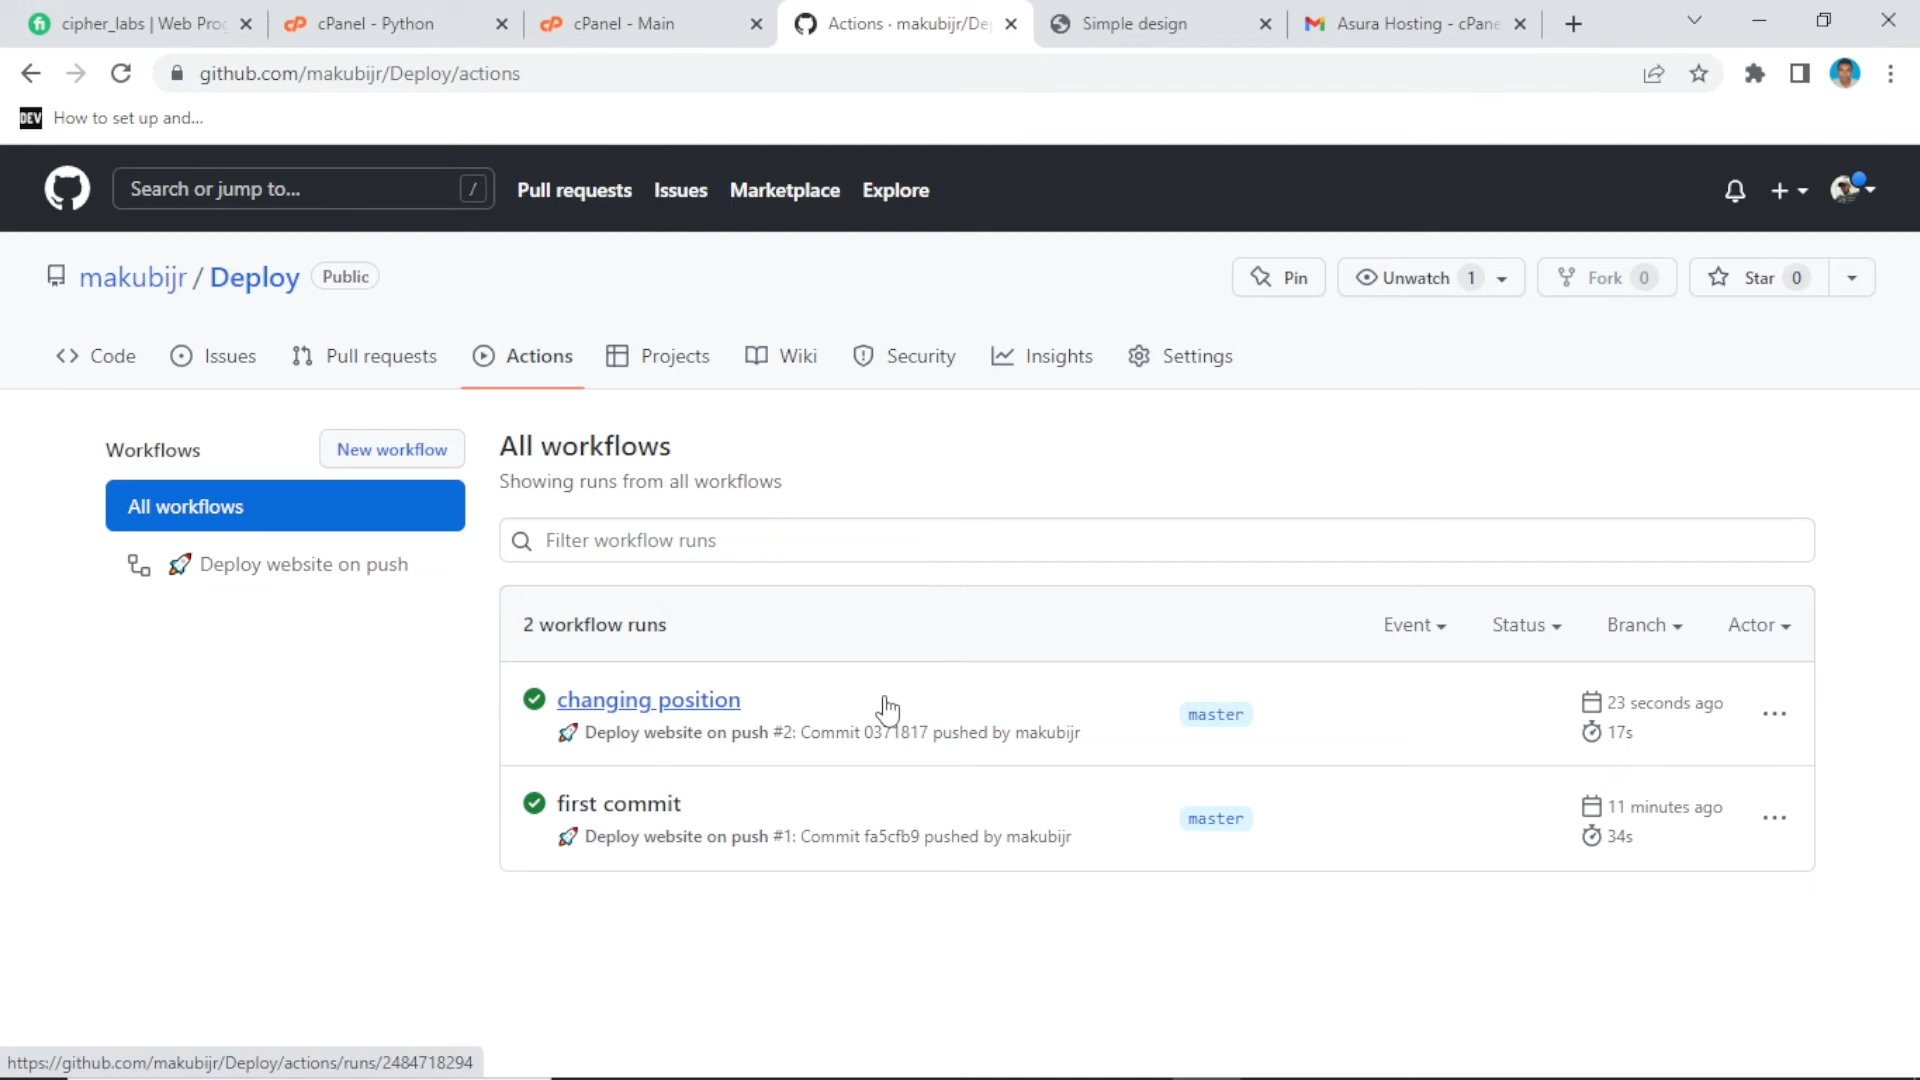 cipher_labs | Web Pro
cPanel - Python
cPanel - Main
Actions · makubijr/De
Simple design
Asura Hosting - cPane
github.com/makubijr/Deploy/actions
DEV How to set up and...
Search or jump to... /
Pull requests Issues Marketplace Explore
makubijr / Deploy Public
Pin Unwatch 1 Fork 0 Star 0
Code Issues Pull requests Actions Projects Wiki Security Insights Settings
Workflows New workflow
All workflows
🚀 Deploy website on push
All workflows
Showing runs from all workflows
Filter workflow runs
2 workflow runs Event Status Branch Actor
changing position master 23 seconds ago
🚀 Deploy website on push #2: Commit 0371817 pushed by makubijr 17s
first commit master 11 minutes ago
🚀 Deploy website on push #1: Commit fa5cfb9 pushed by makubijr 34s
https://github.com/makubijr/Deploy/actions/runs/2484718294